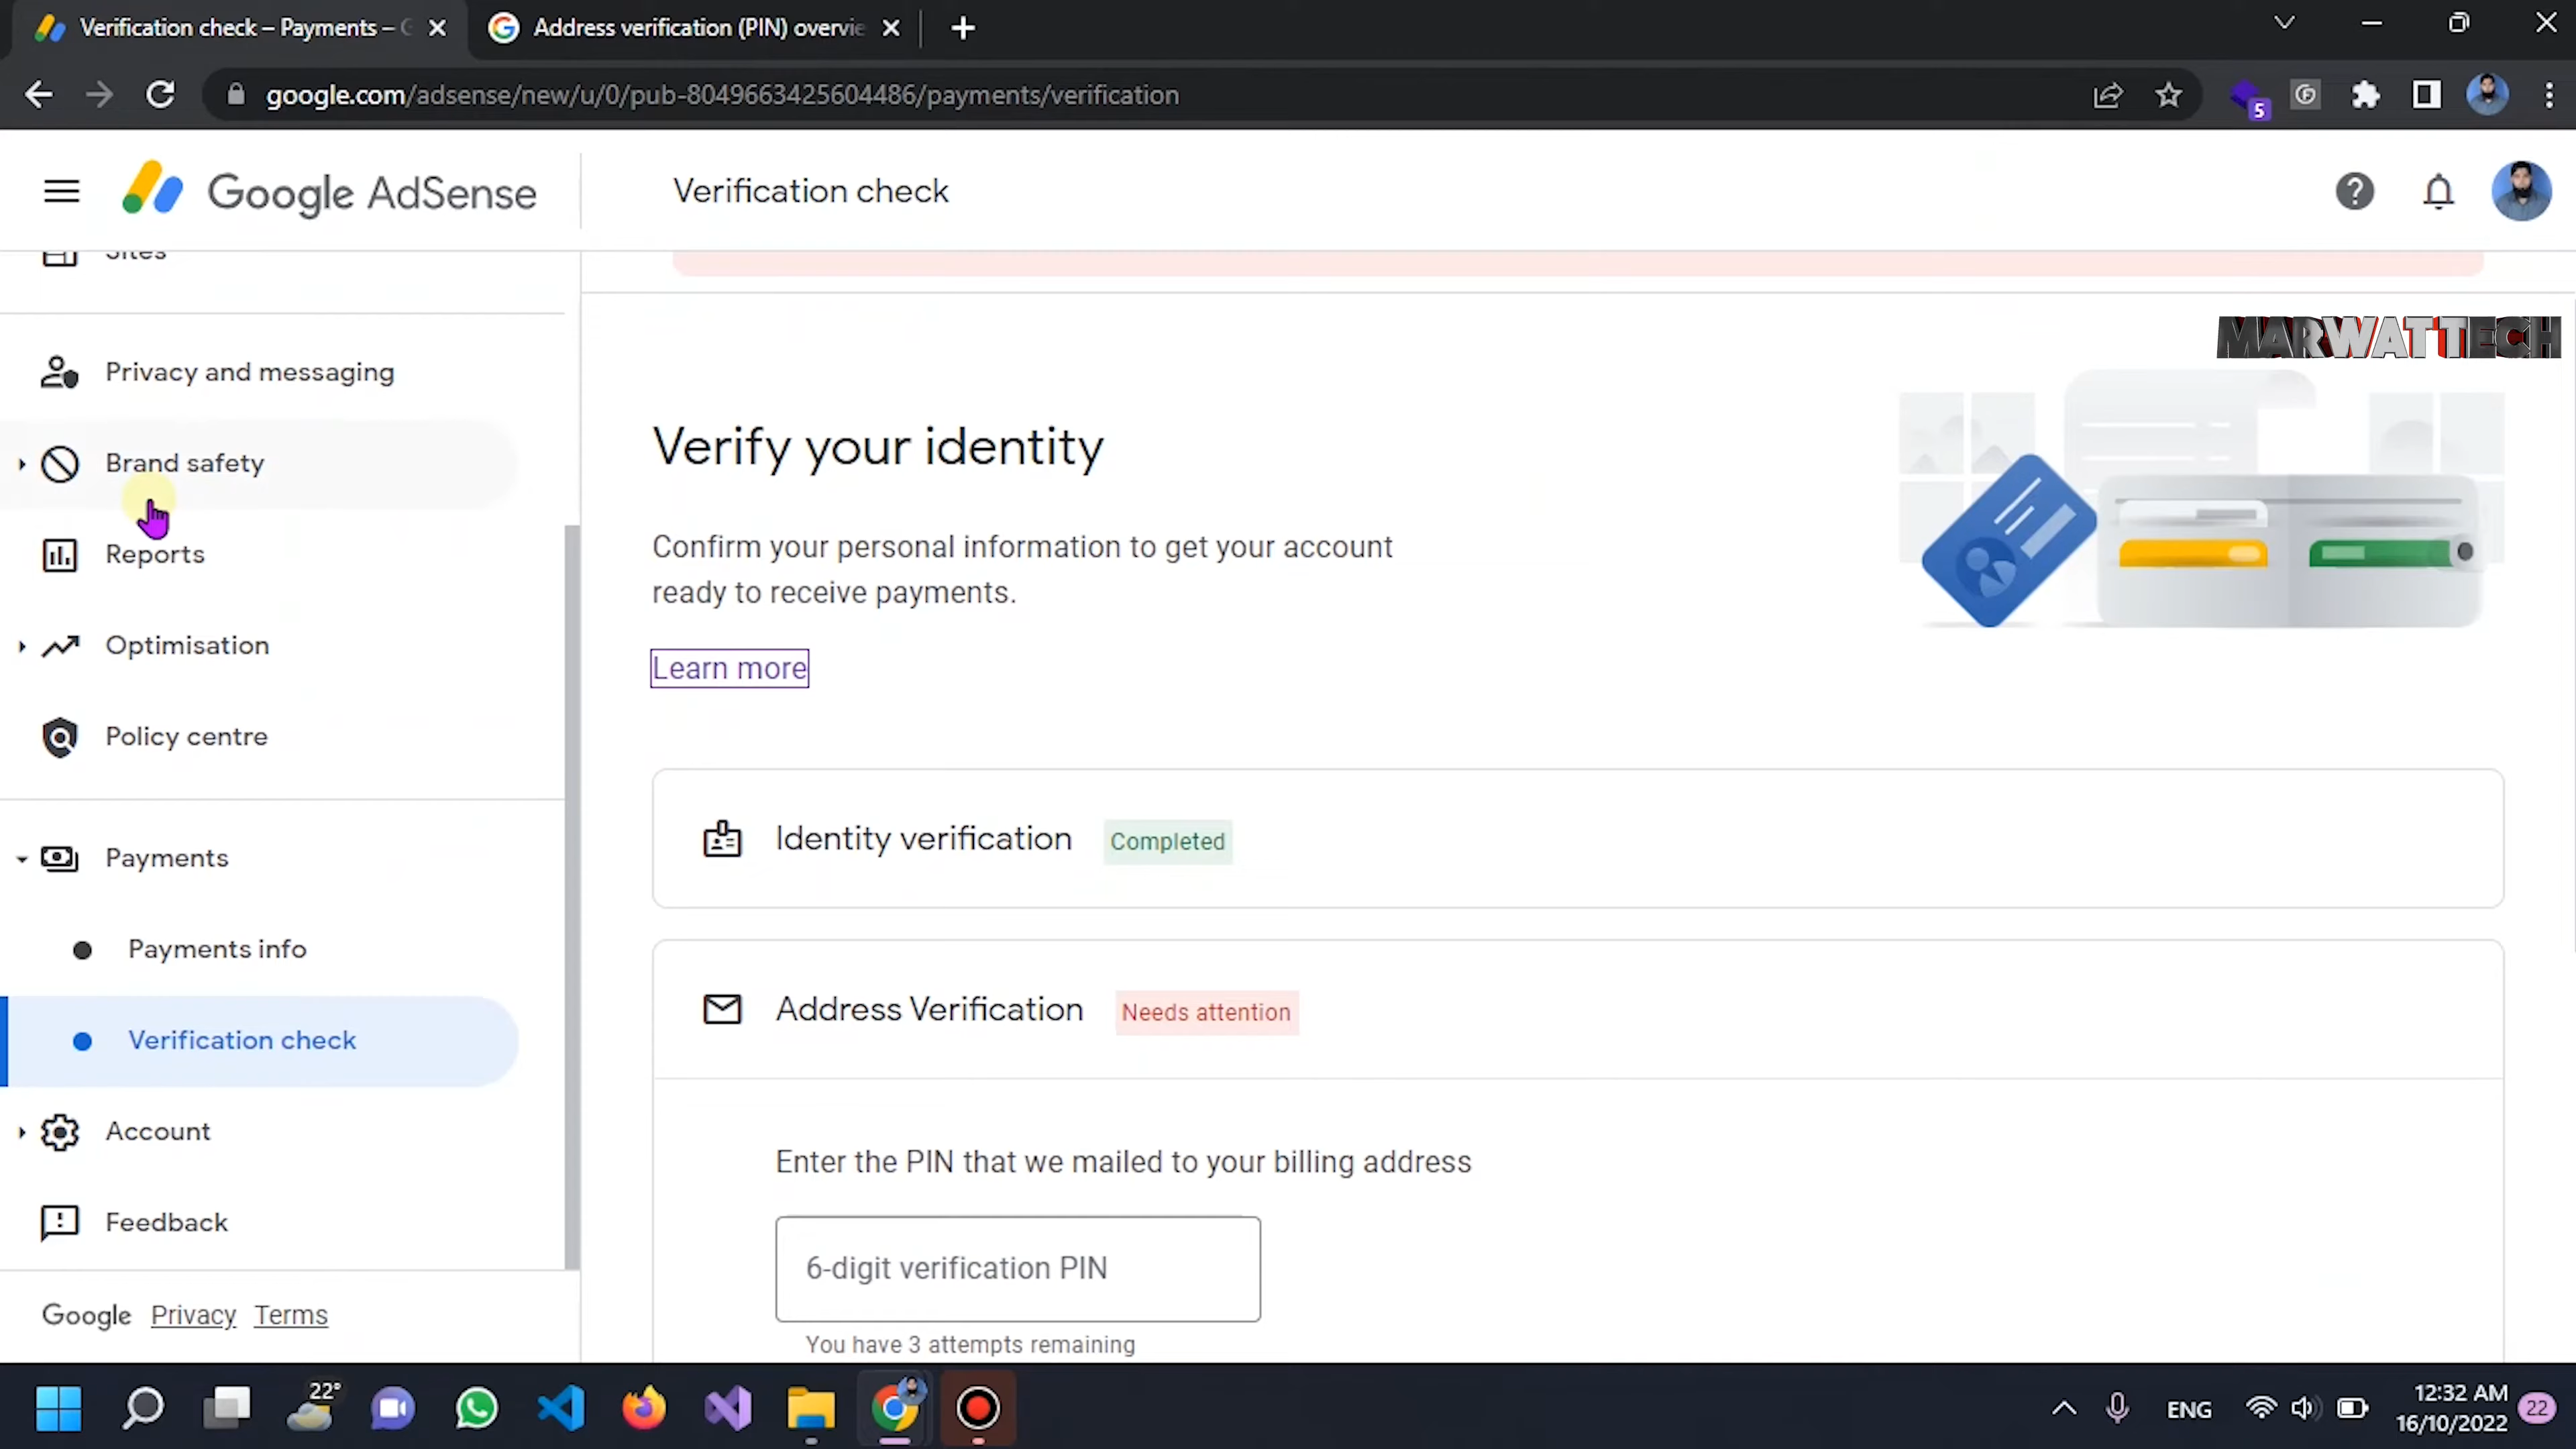 Verification check – Payments – G
Address verification (PIN) overvie
google.com/adsense/new/u/0/pub-8049663425604486/payments/verification
5
Google AdSense
Verification check
Sites
MARWATTECH
Privacy and messaging
Brand safety
Reports
Optimisation
Policy centre
Payments
Payments info
Verification check
Account
Feedback
Google Privacy Terms
Verify your identity
Confirm your personal information to get your account
ready to receive payments.
Learn more
Identity verification Completed
Address Verification Needs attention
Enter the PIN that we mailed to your billing address
6-digit verification PIN
You have 3 attempts remaining
22°
ENG
12:32 AM
16/10/2022
22